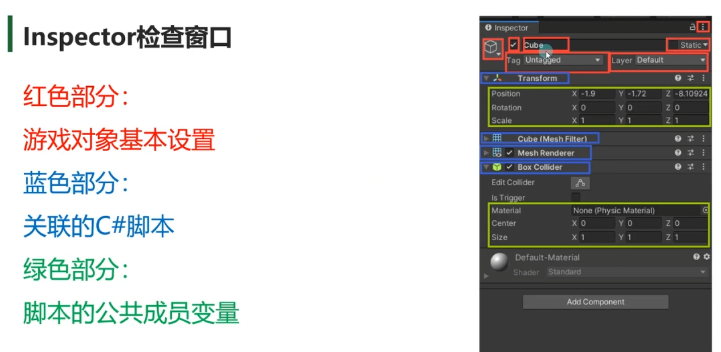 Inspector检查窗口
红色部分：
游戏对象基本设置
蓝色部分：
关联的C#脚本
绿色部分：
脚本的公共成员变量
Inspector
Cube
Static
Tag Untagged Layer Default
Transform
Position X -1.9 Y -1.72 Z -8.10924
Rotation X 0 Y 0 Z 0
Scale X 1 Y 1 Z 1
Cube (Mesh Filter)
Mesh Renderer
Box Collider
Edit Collider
Is Trigger
Material None (Physic Material)
Center X 0 Y 0 Z 0
Size X 1 Y 1 Z 1
Default-Material
Shader Standard
Add Component